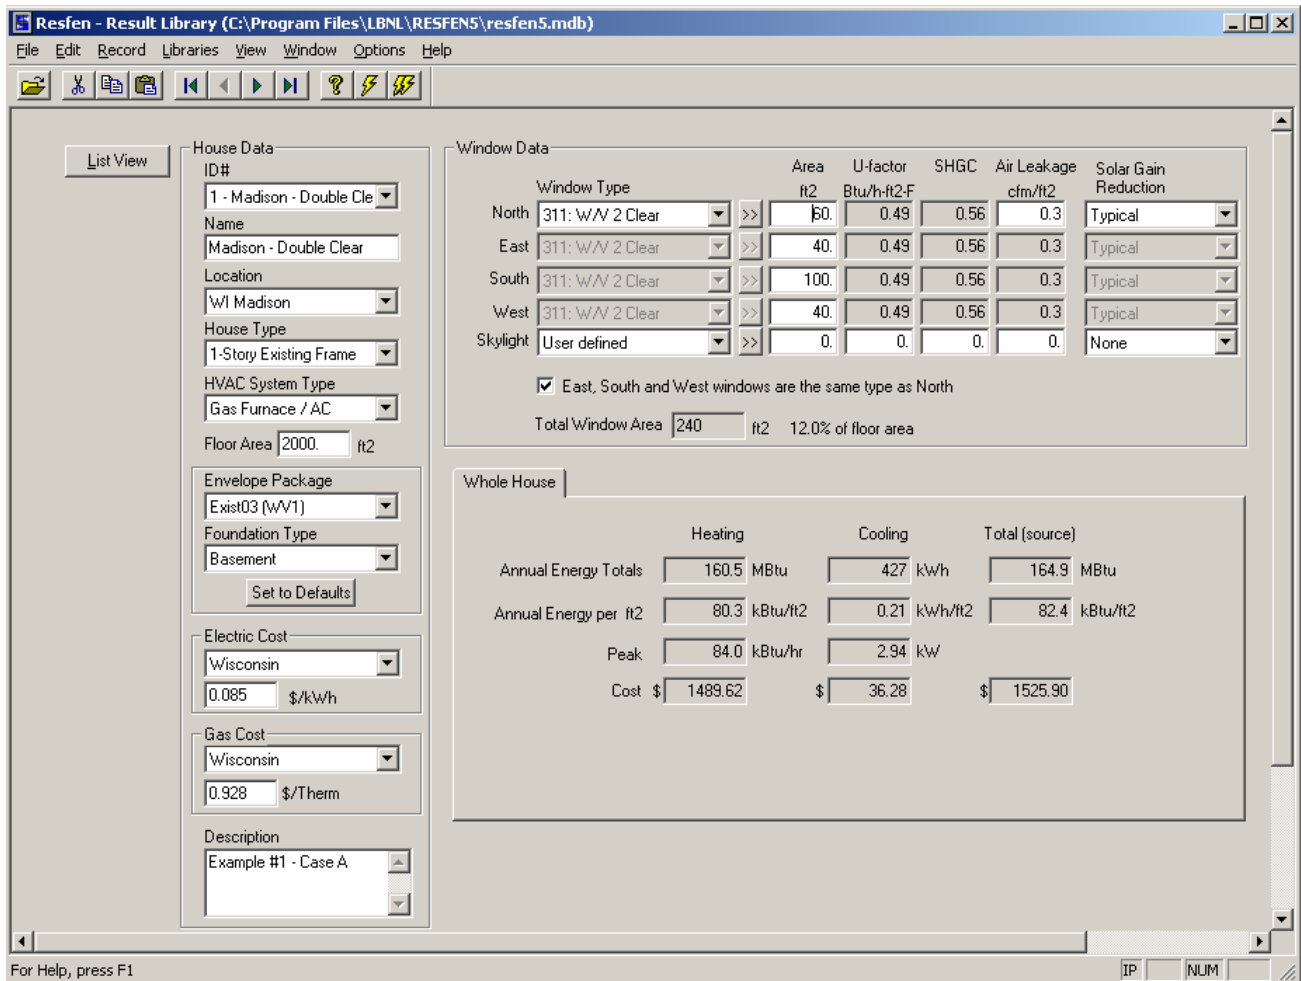 Resfen - Result Library (C:\Program Files\LBNL\RESFEN5\resfen5.mdb)
File Edit Record Libraries View Window Options Help
List View
House Data
ID#
1 - Madison - Double Cle
Name
Madison - Double Clear
Location
WI Madison
House Type
1-Story Existing Frame
HVAC System Type
Gas Furnace / AC
Floor Area 2000. ft2
Envelope Package
Exist03 (WV1)
Foundation Type
Basement
Set to Defaults
Electric Cost
Wisconsin
0.085 $/kWh
Gas Cost
Wisconsin
0.928 $/Therm
Description
Example #1 - Case A
Window Data
Area U-factor SHGC Air Leakage Solar Gain
Window Type ft2 Btu/h-ft2-F cfm/ft2 Reduction
North 311: W/V 2 Clear >> 60. 0.49 0.56 0.3 Typical
East 311: W/V 2 Clear >> 40. 0.49 0.56 0.3 Typical
South 311: W/V 2 Clear >> 100. 0.49 0.56 0.3 Typical
West 311: W/V 2 Clear >> 40. 0.49 0.56 0.3 Typical
Skylight User defined >> 0. 0. 0. 0. None
East, South and West windows are the same type as North
Total Window Area 240 ft2 12.0% of floor area
Whole House
Heating Cooling Total (source)
Annual Energy Totals 160.5 MBtu 427 kWh 164.9 MBtu
Annual Energy per ft2 80.3 kBtu/ft2 0.21 kWh/ft2 82.4 kBtu/ft2
Peak 84.0 kBtu/hr 2.94 kW
Cost $ 1489.62 $ 36.28 $ 1525.90
For Help, press F1
IP NUM